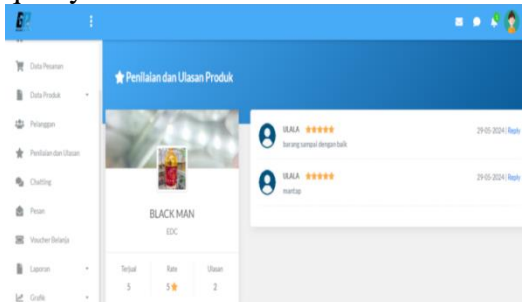 Data Pesanan
Data Produk
Pelanggan
Penilaian dan Ulasan
Chatting
Pesan
Voucher Belanja
Laporan
Grafik
Penilaian dan Ulasan Produk
BLACK MAN
EDC
Terjual Rate Ulasan
5 5 2
ULALA 29-05-2024 | Reply
barang sampai dengan baik
ULALA 29-05-2024 | Reply
mantap